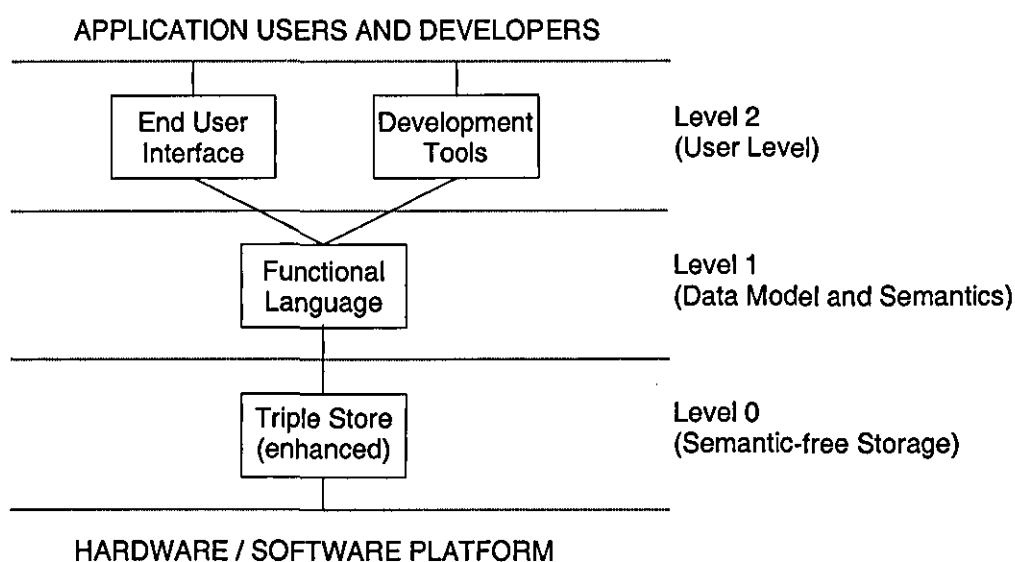 APPLICATION USERS AND DEVELOPERS
End User
Interface
Development
Tools
Level 2
(User Level)
Functional
Language
Level 1
(Data Model and Semantics)
Triple Store
(enhanced)
Level 0
(Semantic-free Storage)
HARDWARE / SOFTWARE PLATFORM